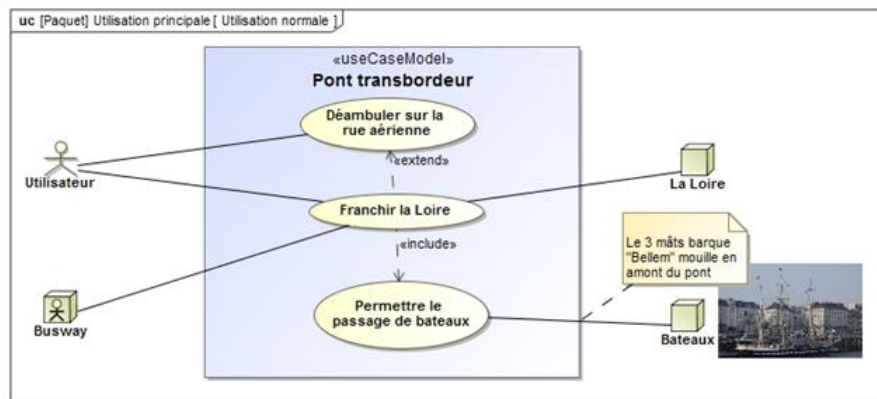 uc [Paquet] Utilisation principale [ Utilisation normale ]
«useCaseModel»
Pont transbordeur
Déambuler sur la
rue aérienne
«extend»
Utilisateur
La Loire
Franchir la Loire
«include»
Le 3 mâts barque
"Bellem" mouille en
amont du pont
Permettre le
passage de bateaux
Busway
Bateaux